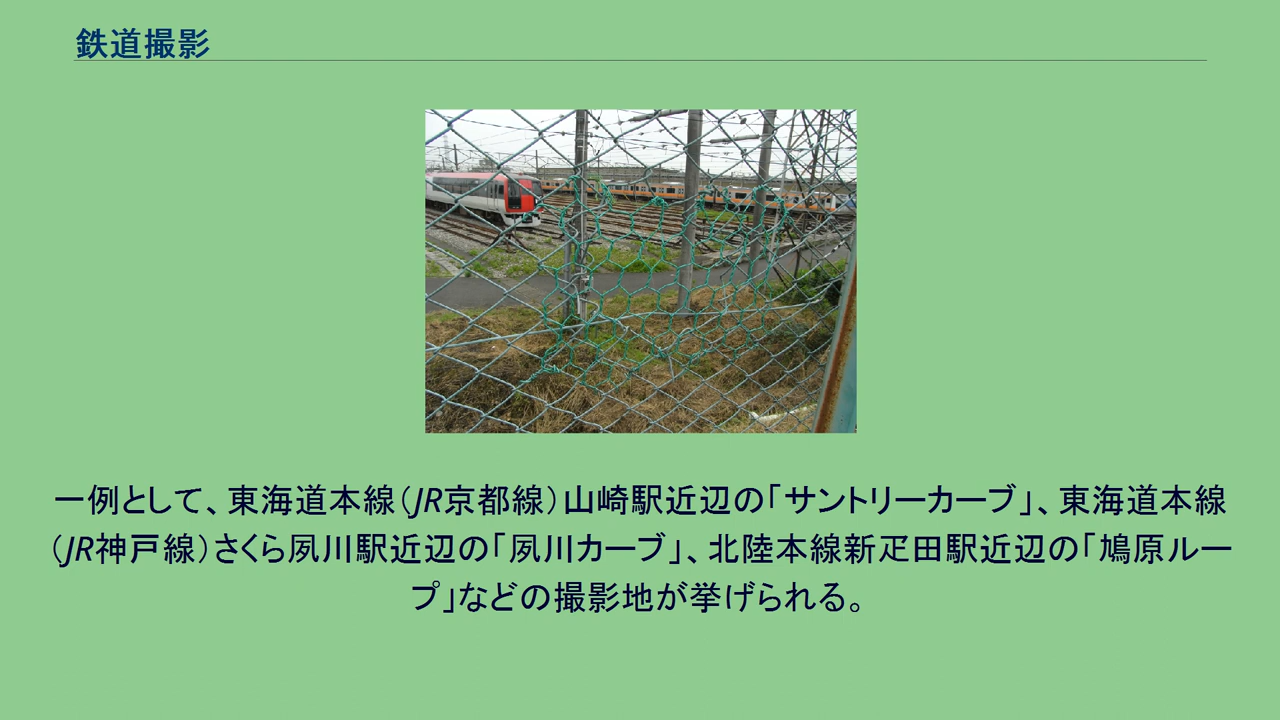 鉄道撮影
一例として、東海道本線（JR京都線）山崎駅近辺の「サントリーカーブ」、東海道本線
（JR神戸線）さくら夙川駅近辺の「夙川カーブ」、北陸本線新疋田駅近辺の「鳩原ルー
プ」などの撮影地が挙げられる。